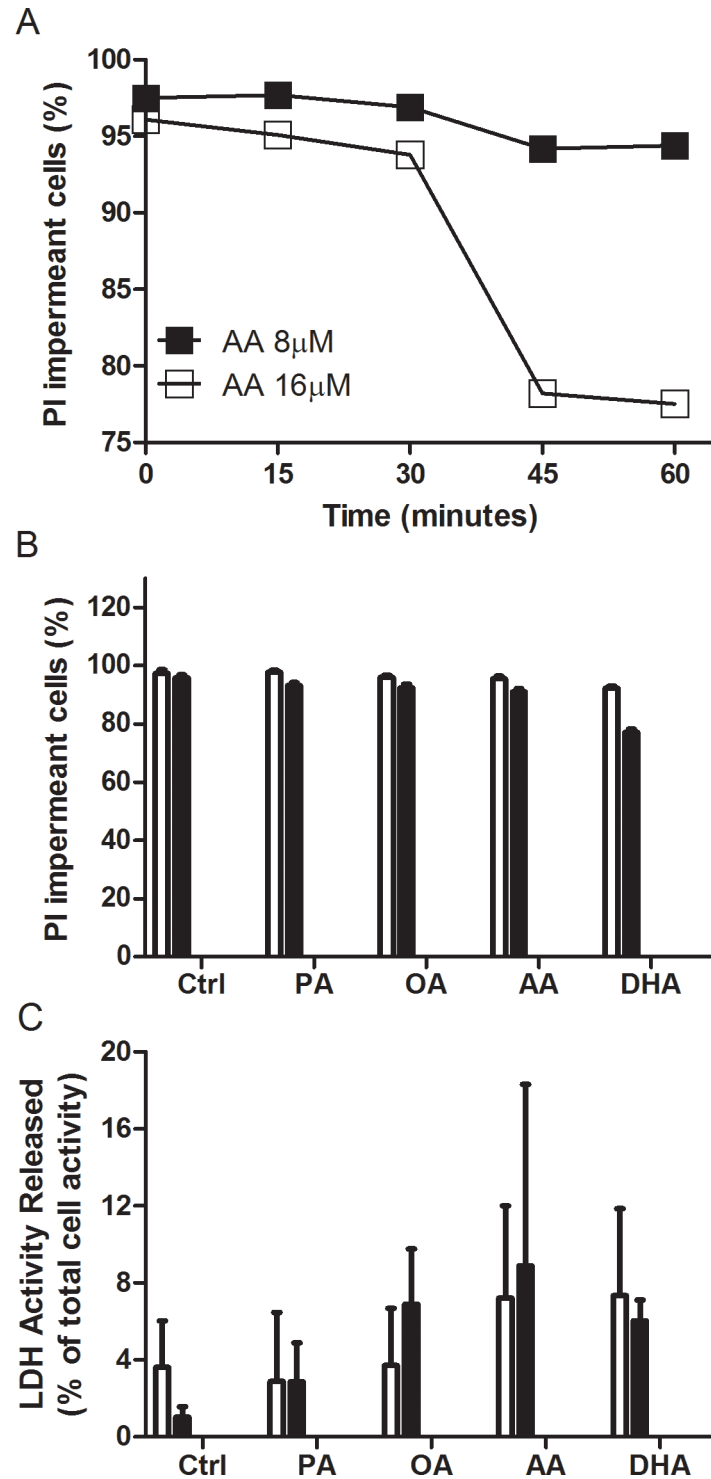 A
PI impermeant cells (%)
100
95
90
85
80
75
AA 8μM
AA 16μM
0 15 30 45 60
Time (minutes)
B
PI impermeant cells (%)
120
100
80
60
40
20
0
Ctrl PA OA AA DHA
C
LDH Activity Released
(% of total cell activity)
20
16
12
8
4
0
Ctrl PA OA AA DHA